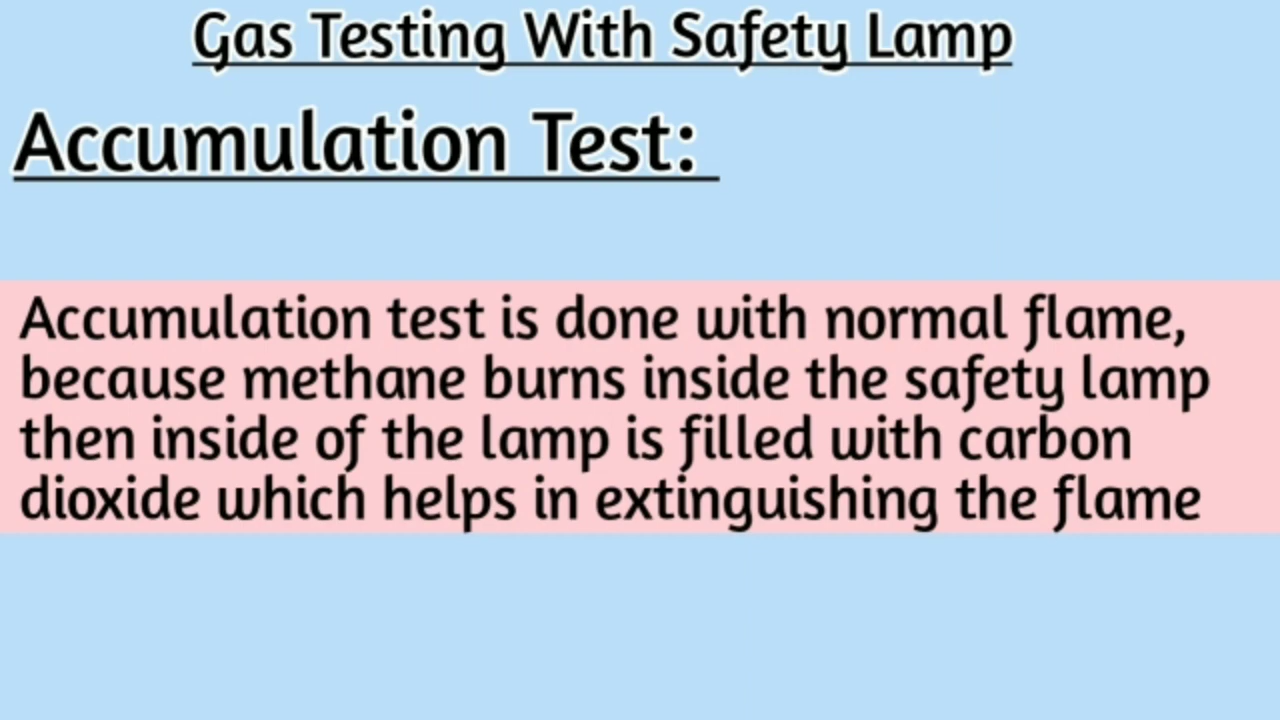 Gas Testing With Safety Lamp
Accumulation Test:
Accumulation test is done with normal flame,
because methane burns inside the safety lamp
then inside of the lamp is filled with carbon
dioxide which helps in extinguishing the flame